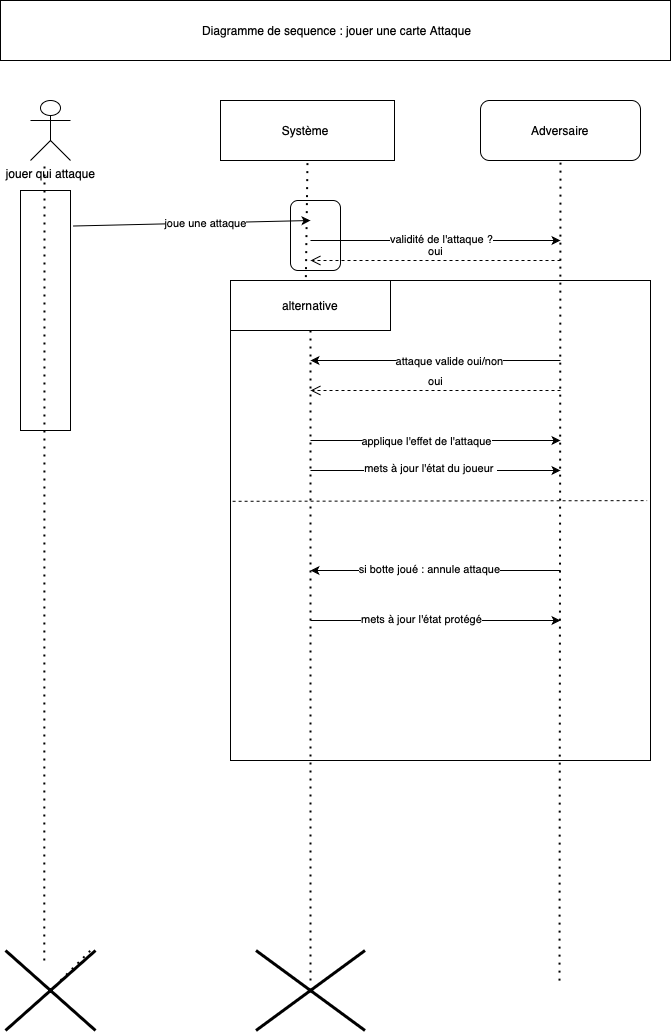 Diagramme de sequence : jouer une carte Attaque
Système
Adversaire
jouer qui attaque
joue une attaque
validité de l'attaque ?
oui
alternative
attaque valide oui/non
oui
applique l'effet de l'attaque
mets à jour l'état du joueur
si botte joué : annule attaque
mets à jour l'état protégé